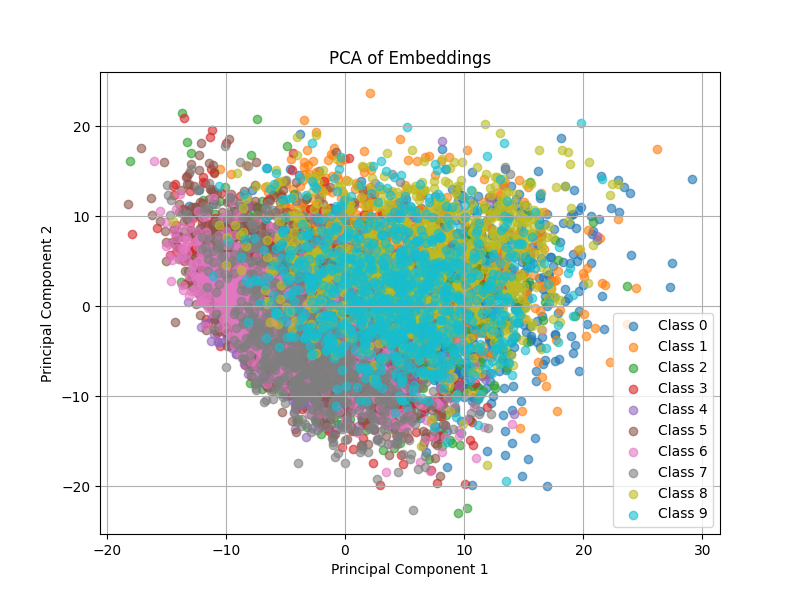 PCA of Embeddings
20
10
0
−10
−20
Principal Component 2
−20
−10
0
10
20
30
Principal Component 1
Class 0
Class 1
Class 2
Class 3
Class 4
Class 5
Class 6
Class 7
Class 8
Class 9